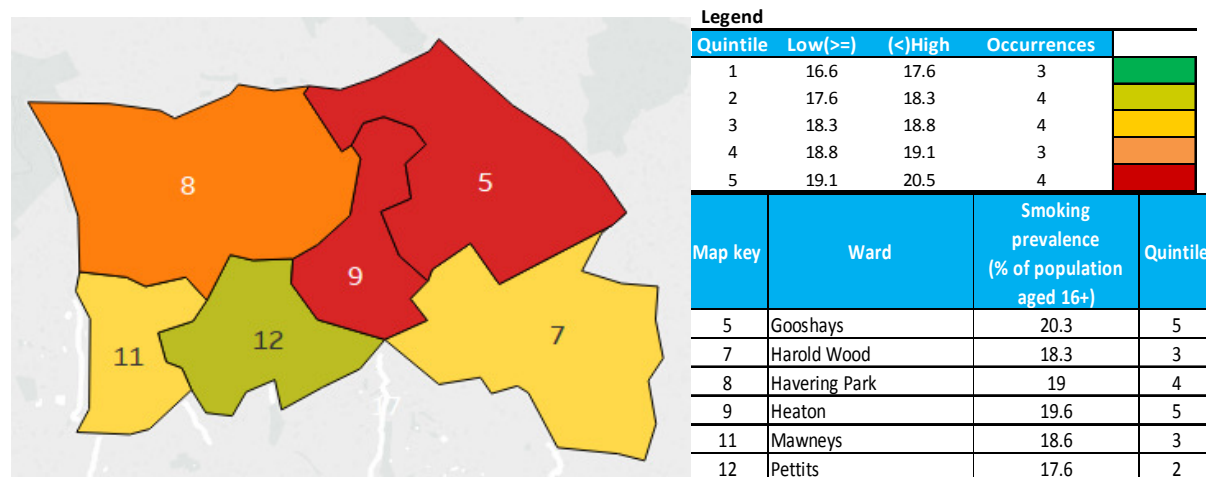 8
5
9
7
12
11
Legend
Quintile Low(>=) (<)High Occurrences
1 16.6 17.6 3
2 17.6 18.3 4
3 18.3 18.8 4
4 18.8 19.1 3
5 19.1 20.5 4
Map key Ward Smoking prevalence (% of population aged 16+) Quintile
5 Gooshays 20.3 5
7 Harold Wood 18.3 3
8 Havering Park 19 4
9 Heaton 19.6 5
11 Mawneys 18.6 3
12 Pettits 17.6 2